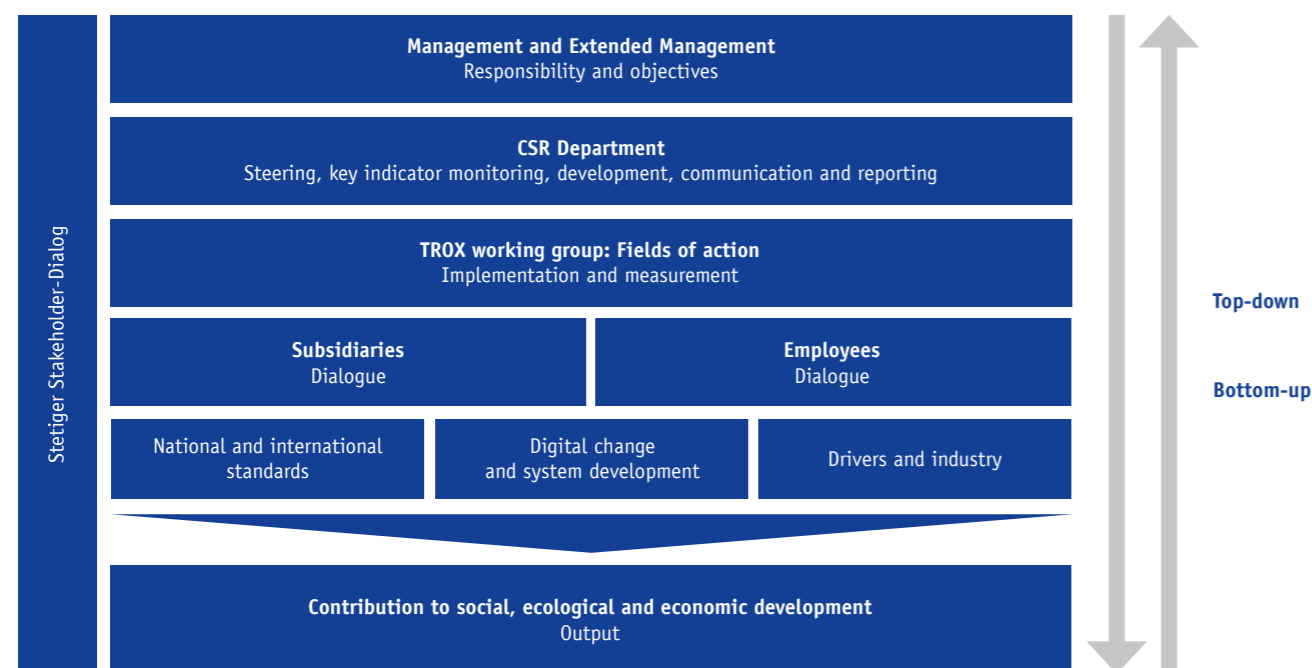 Stetiger Stakeholder-Dialog
Management and Extended Management
Responsibility and objectives
CSR Department
Steering, key indicator monitoring, development, communication and reporting
TROX working group: Fields of action
Implementation and measurement
Subsidiaries
Dialogue
Employees
Dialogue
National and international
standards
Digital change
and system development
Drivers and industry
Contribution to social, ecological and economic development
Output
Top-down
Bottom-up